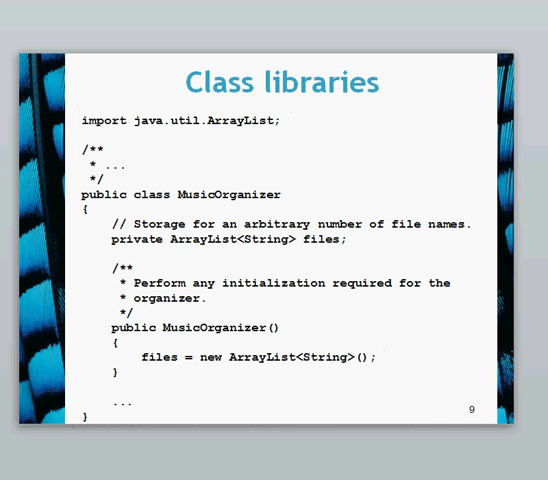 Class libraries
import java.util.ArrayList;
/**
 * ...
 */
public class MusicOrganizer
{
    // Storage for an arbitrary number of file names.
    private ArrayList<String> files;
    /**
     * Perform any initialization required for the
     * organizer.
     */
    public MusicOrganizer()
    {
        files = new ArrayList<String>();
    }
    ...
9
}